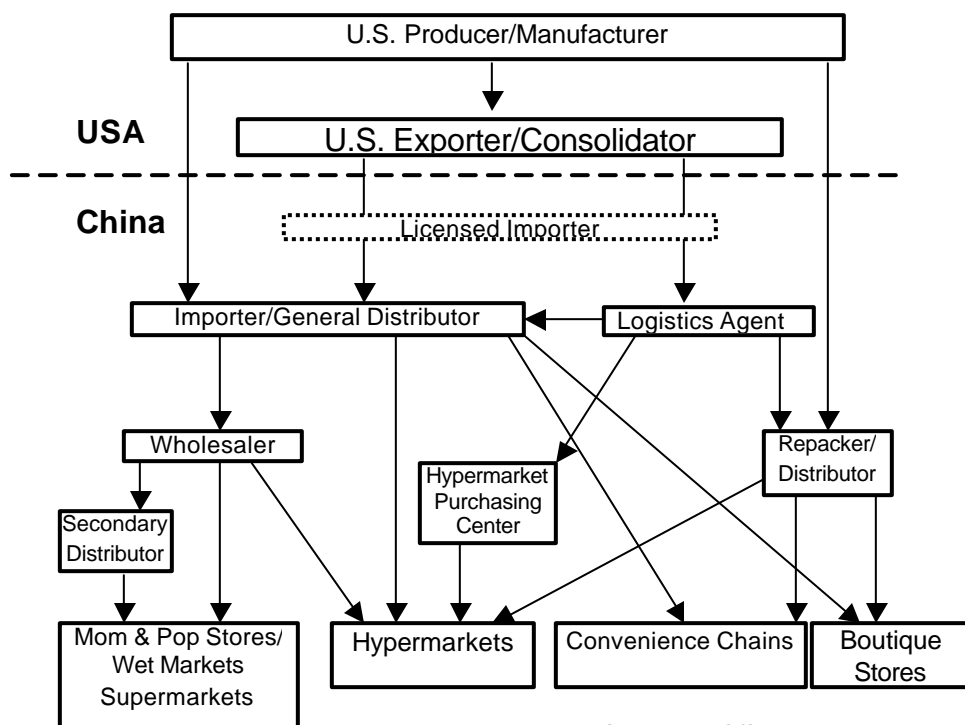 U.S. Producer/Manufacturer
USA
U.S. Exporter/Consolidator
China
Licensed Importer
Importer/General Distributor
Logistics Agent
Wholesaler
Repacker/
Distributor
Hypermarket
Purchasing
Center
Secondary
Distributor
Mom & Pop Stores/
Wet Markets
Supermarkets
Hypermarkets
Convenience Chains
Boutique
Stores